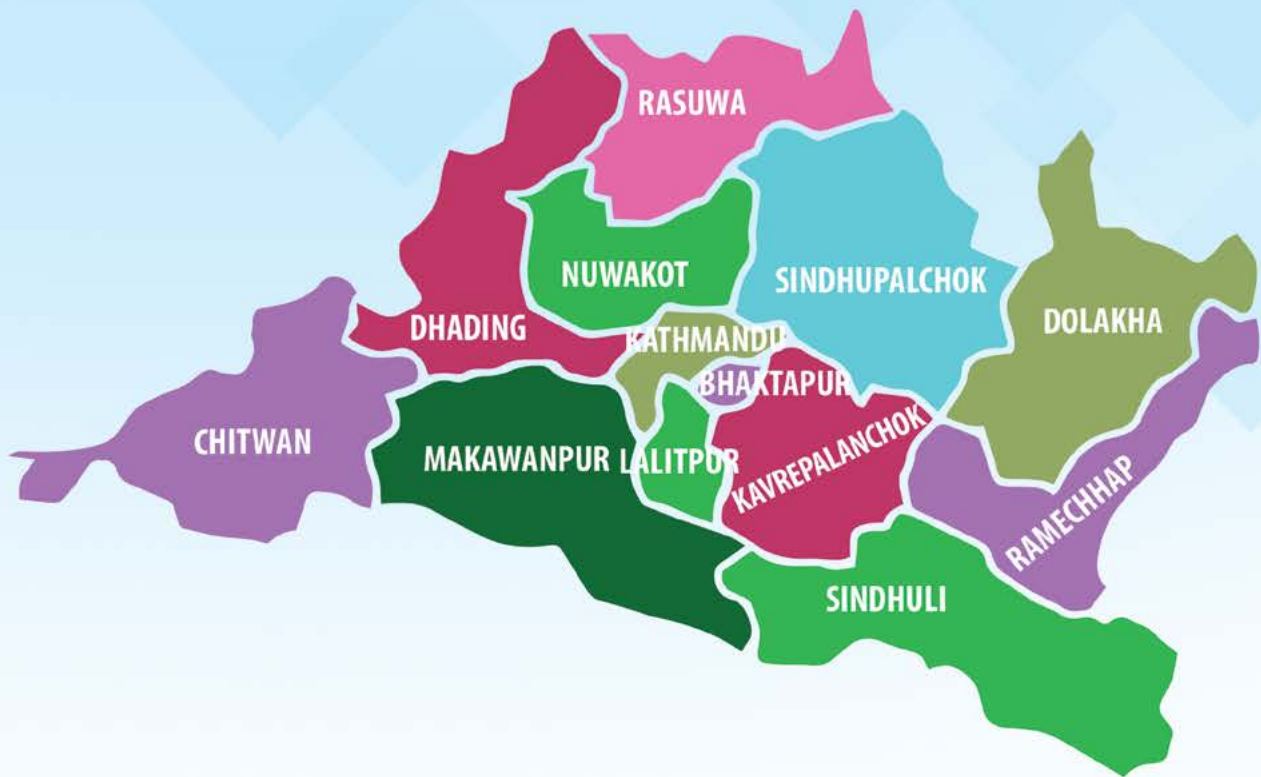 RASUWA
NUWAKOT
SINDHUPALCHOK
DHADING
KATHMANDU
DOLAKHA
BHAKTAPUR
CHITWAN
MAKAWANPUR
LALITPUR
KAVREPALANCHOK
RAMECHHAP
SINDHULI